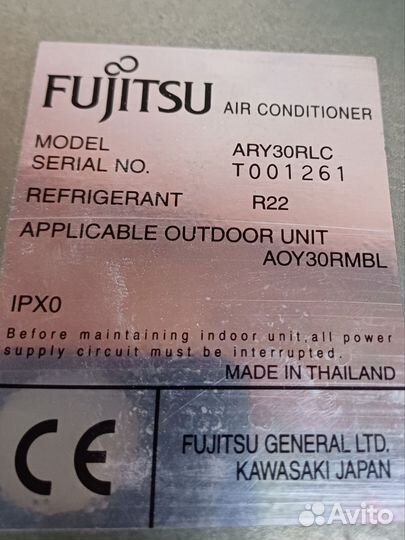 FUJITSU AIR CONDITIONER
MODEL ARY30RLC
SERIAL NO. T001261
REFRIGERANT R22
APPLICABLE OUTDOOR UNIT
AOY30RMBL
IPX0
Before maintaining indoor unit, all power
supply circuit must be interrupted.
MADE IN THAILAND
CE
FUJITSU GENERAL LTD.
KAWASAKI JAPAN
Avito